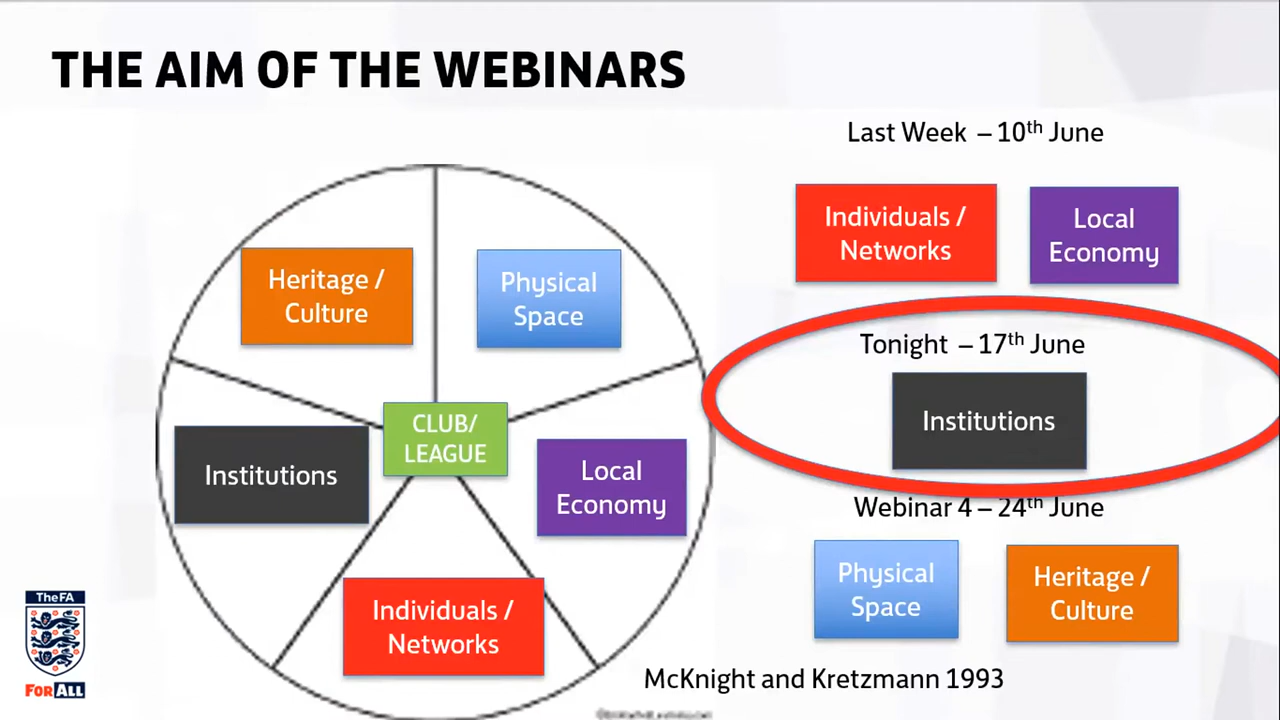 THE AIM OF THE WEBINARS
Last Week – 10th June
Individuals /
Networks
Local
Economy
Heritage /
Culture
Physical
Space
Tonight – 17th June
Institutions
CLUB/
LEAGUE
Institutions
Local
Economy
Webinar 4 – 24th June
Physical
Space
Heritage /
Culture
Individuals /
Networks
TheFA
FORALL
McKnight and Kretzmann 1993